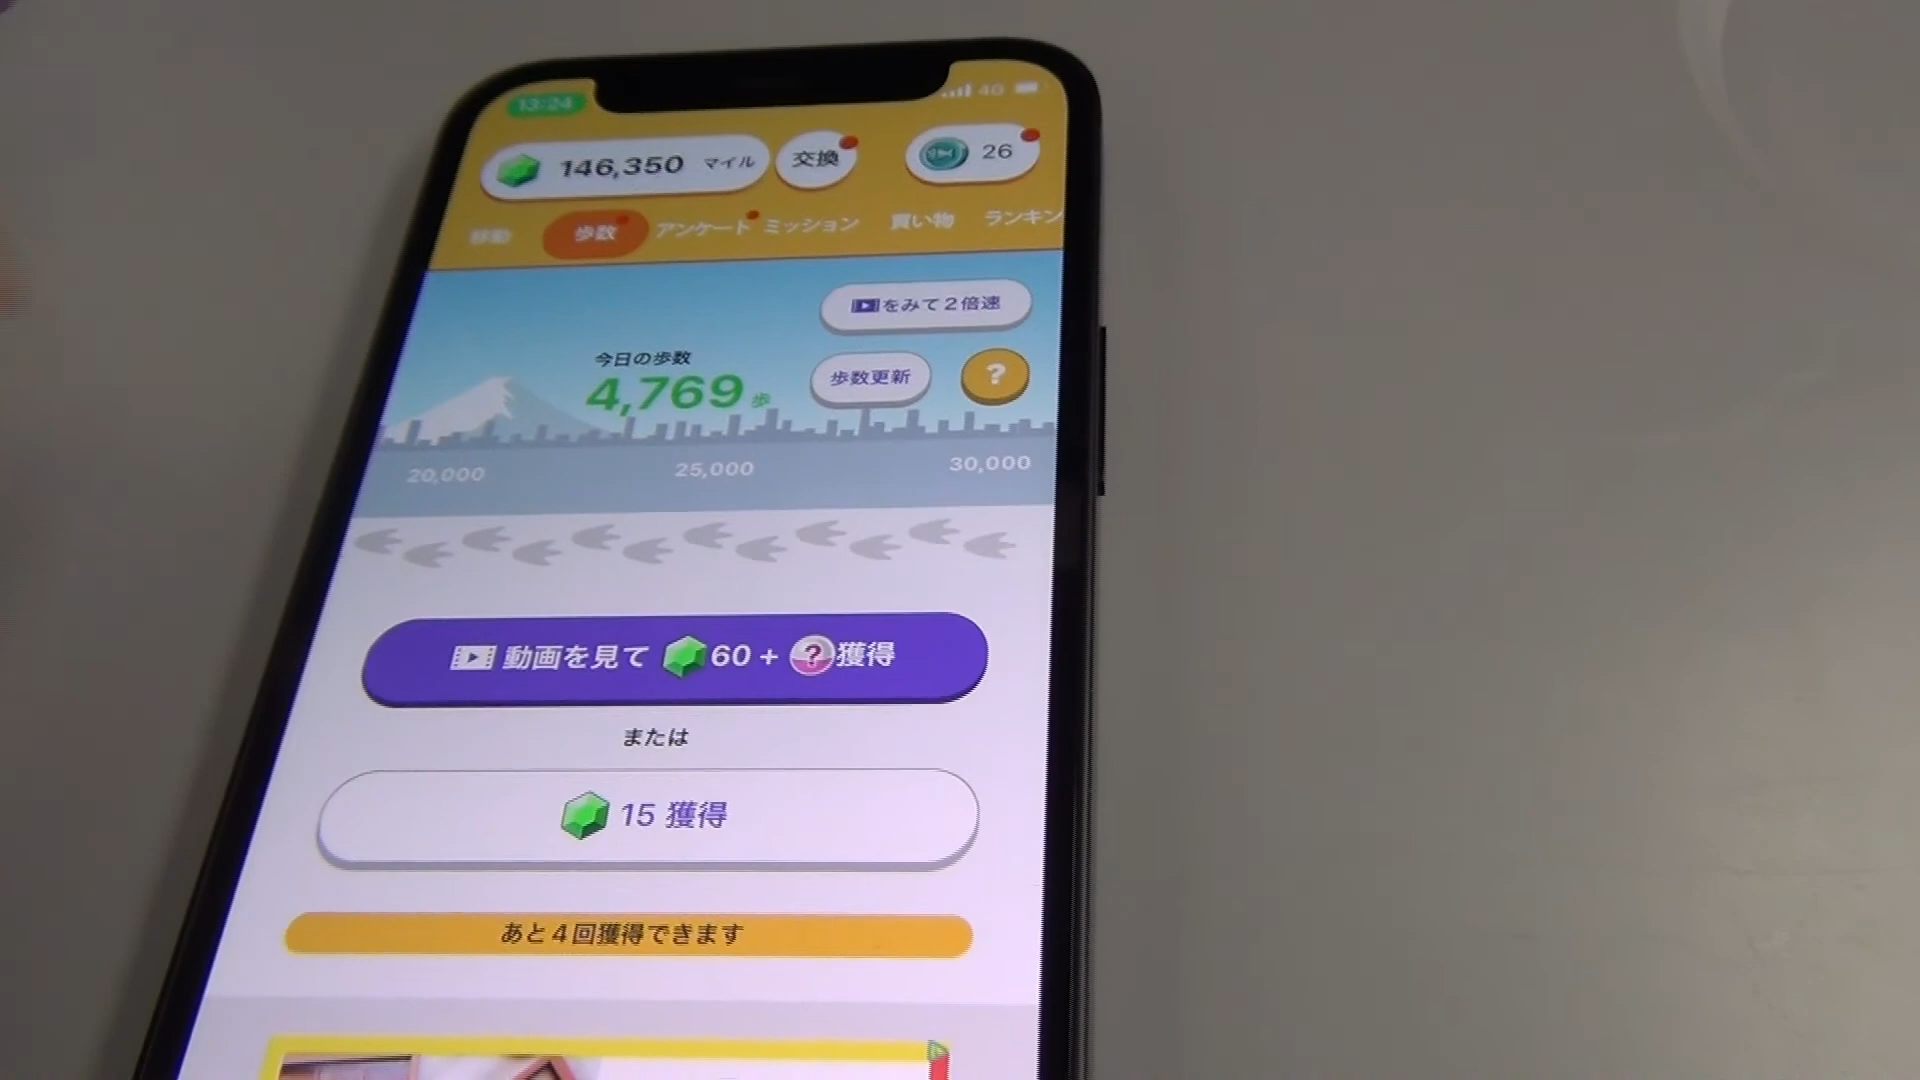 13:24 4G
146,350 マイル 交換 26
移動 歩数 アンケート ミッション 買い物 ランキン
をみて2倍速
今日の歩数
4,769 歩 歩数更新 ?
20,000 25,000 30,000
動画を見て 60 + ? 獲得
または
15 獲得
あと4回獲得できます